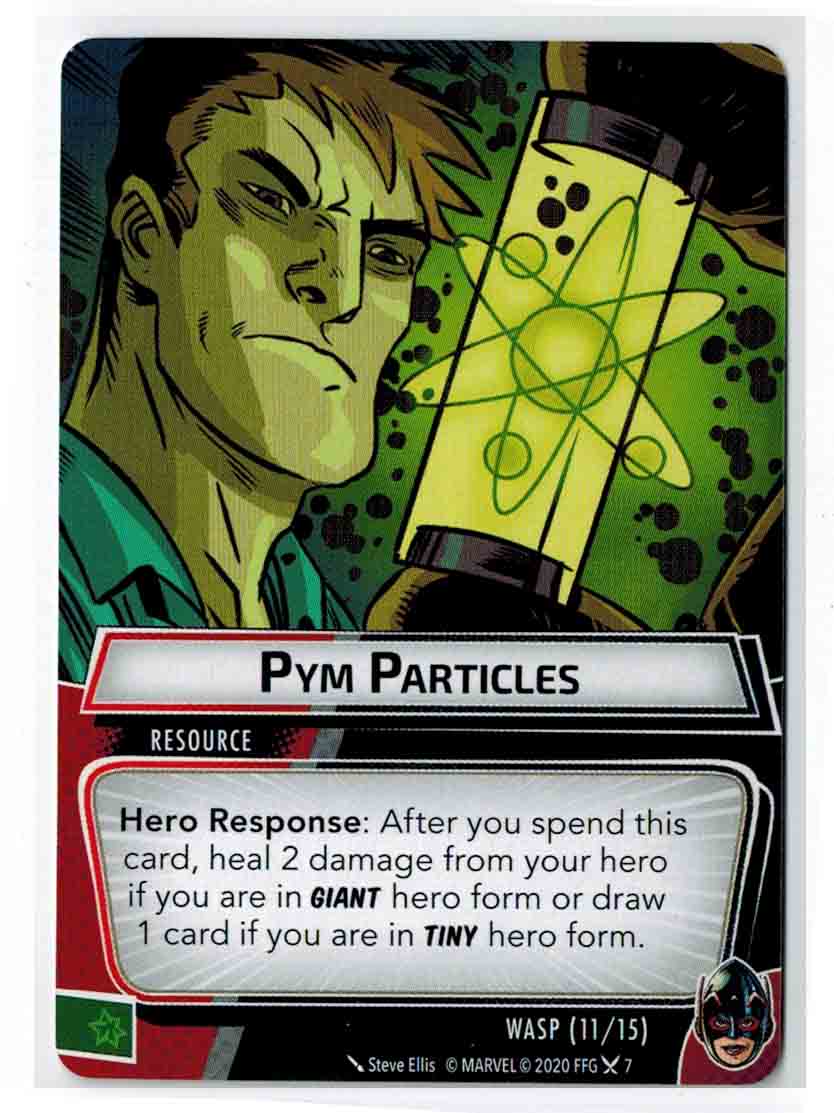 PYM PARTICLES
RESOURCE
Hero Response: After you spend this
card, heal 2 damage from your hero
if you are in GIANT hero form or draw
1 card if you are in TINY hero form.
WASP (11/15)
Steve Ellis © MARVEL © 2020 FFG 7